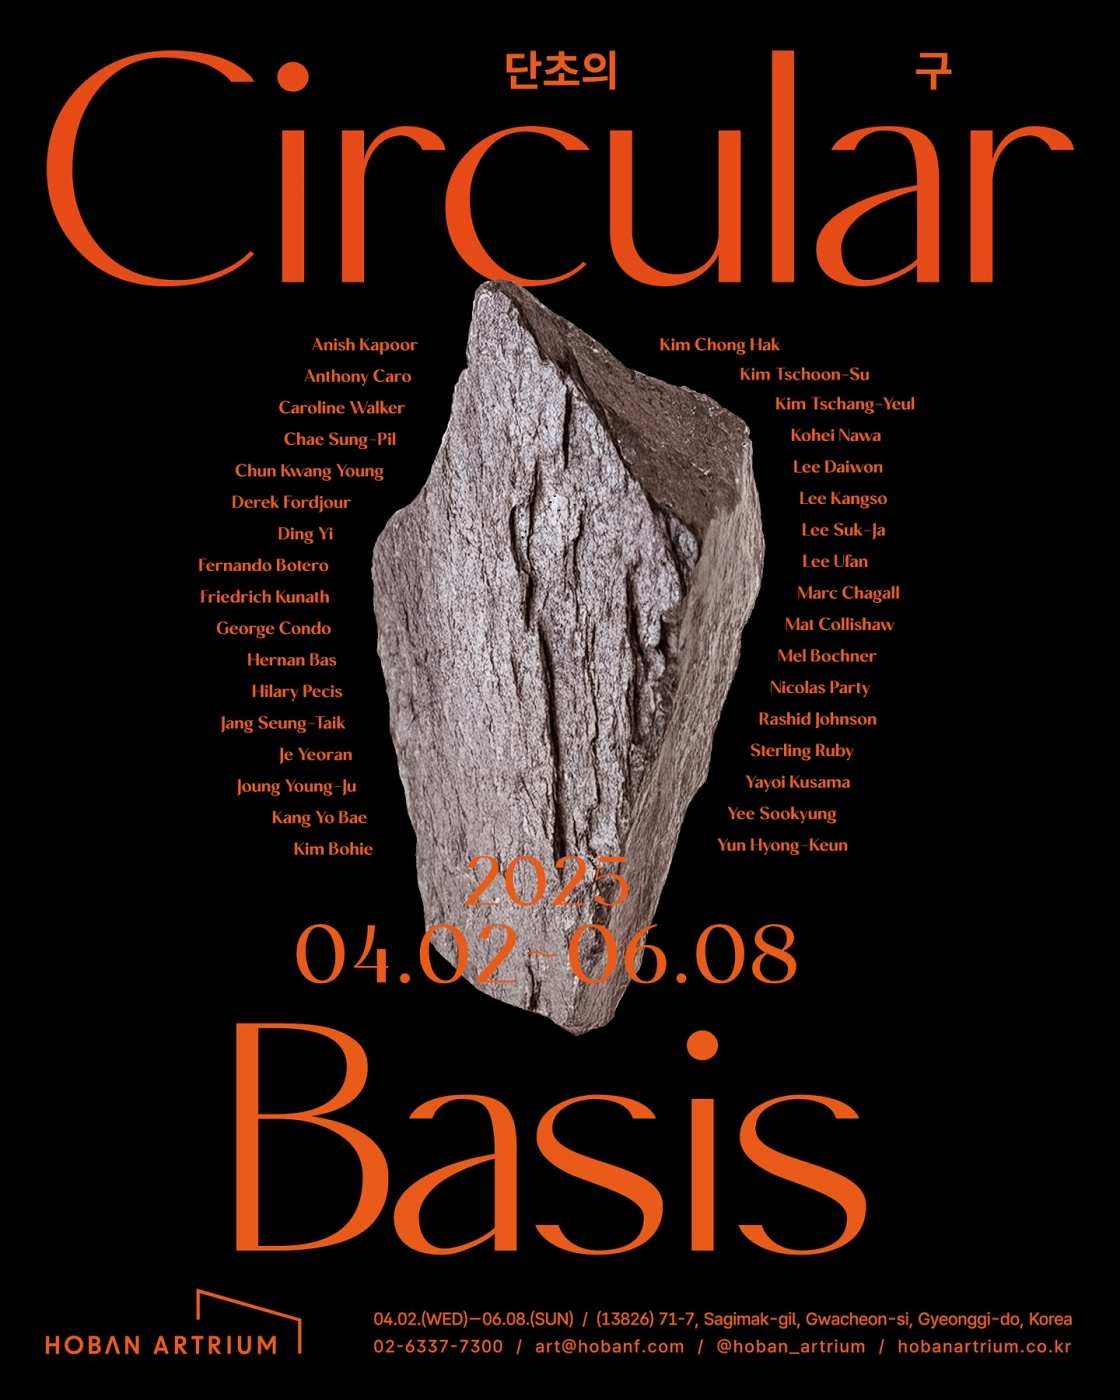 단초의 구
Circular
Anish Kapoor
Anthony Caro
Caroline Walker
Chae Sung-Pil
Chun Kwang Young
Derek Fordjour
Ding Yi
Fernando Botero
Friedrich Kunath
George Condo
Hernan Bas
Hilary Pecis
Jang Seung-Taik
Je Yeoran
Joung Young-Ju
Kang Yo Bae
Kim Bohie
Kim Chong Hak
Kim Tschoon-Su
Kim Tschang-Yeul
Kohei Nawa
Lee Daiwon
Lee Kangso
Lee Suk-Ja
Lee Ufan
Marc Chagall
Mat Collishaw
Mel Bochner
Nicolas Party
Rashid Johnson
Sterling Ruby
Yayoi Kusama
Yee Sookyung
Yun Hyong-Keun
2025
04.02~06.08
Basis
HOBAN ARTRIUM
04.02.(WED)—06.08.(SUN) / (13826) 71-7, Sagimak-gil, Gwacheon-si, Gyeonggi-do, Korea
02-6337-7300 / art@hobanf.com / @hoban_artrium / hobanartrium.co.kr